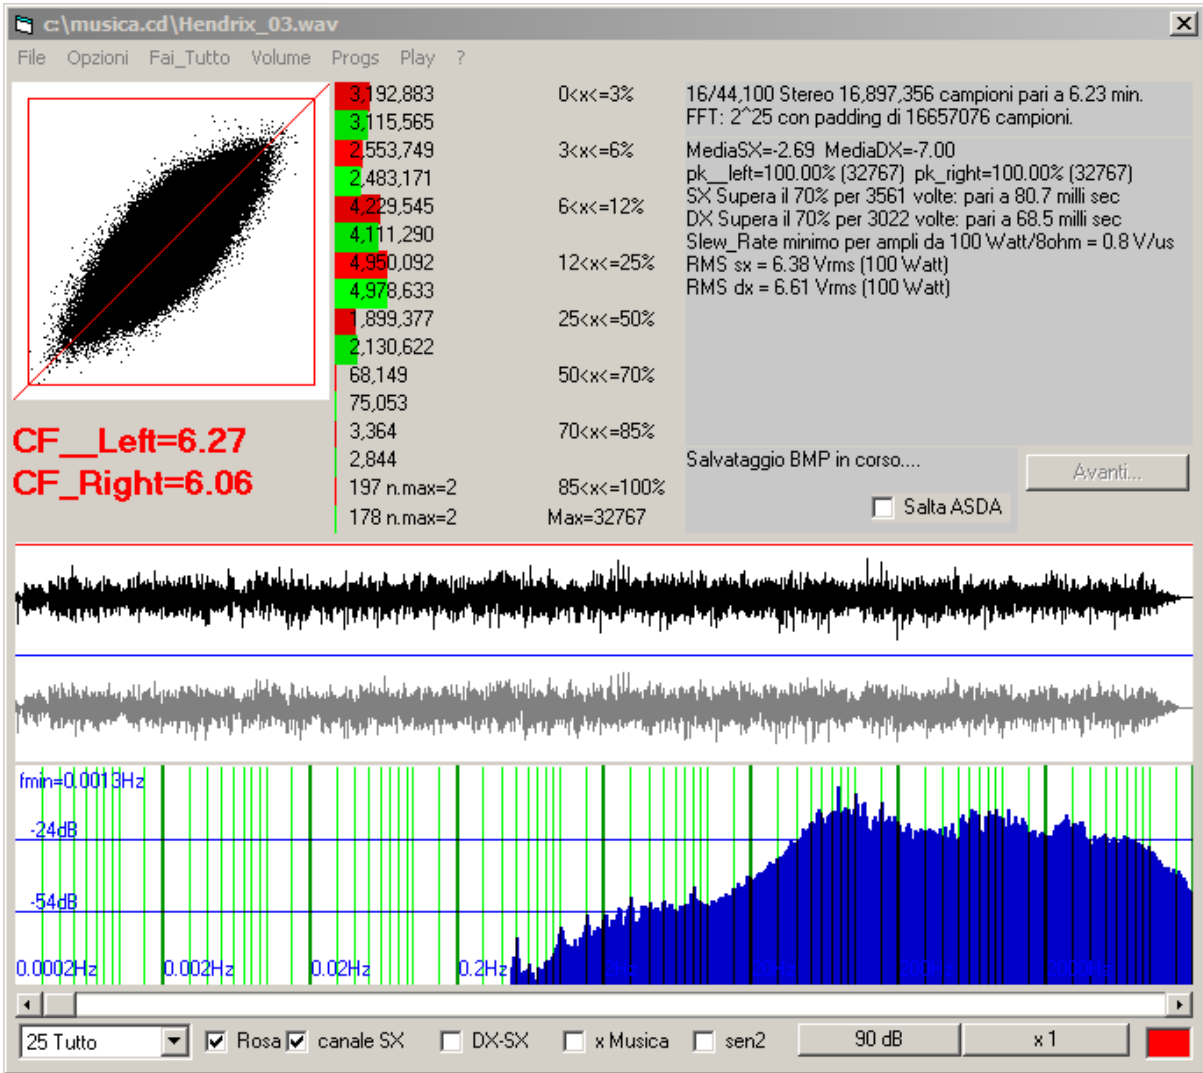 c:\musica.cd\Hendrix_03.wav
File Opzioni Fai_Tutto Volume Progs Play ?
3,192,883 0<x<=3%
3,115,565
2,553,749 3<x<=6%
2,483,171
4,229,545 6<x<=12%
4,111,290
4,950,092 12<x<=25%
4,978,633
1,899,377 25<x<=50%
2,130,622
68,149 50<x<=70%
75,053
3,364 70<x<=85%
2,844
197 n.max=2 85<x<=100%
178 n.max=2 Max=32767
16/44,100 Stereo 16,897,356 campioni pari a 6.23 min.
FFT: 2^25 con padding di 16657076 campioni.
MediaSX=-2.69 MediaDX=-7.00
pk__left=100.00% (32767) pk_right=100.00% (32767)
SX Supera il 70% per 3561 volte: pari a 80.7 milli sec
DX Supera il 70% per 3022 volte: pari a 68.5 milli sec
Slew_Rate minimo per ampli da 100 Watt/8ohm = 0.8 V/us
RMS sx = 6.38 Vrms (100 Watt)
RMS dx = 6.61 Vrms (100 Watt)
CF__Left=6.27
CF_Right=6.06
Salvataggio BMP in corso....
Salta ASDA
Avanti...
fmin=0.0013Hz
-24dB
-54dB
0.0002Hz 0.002Hz 0.02Hz 0.2Hz 2Hz 20Hz 200Hz 2000Hz
25 Tutto Rosa canale SX DX-SX x Musica sen2 90 dB x 1